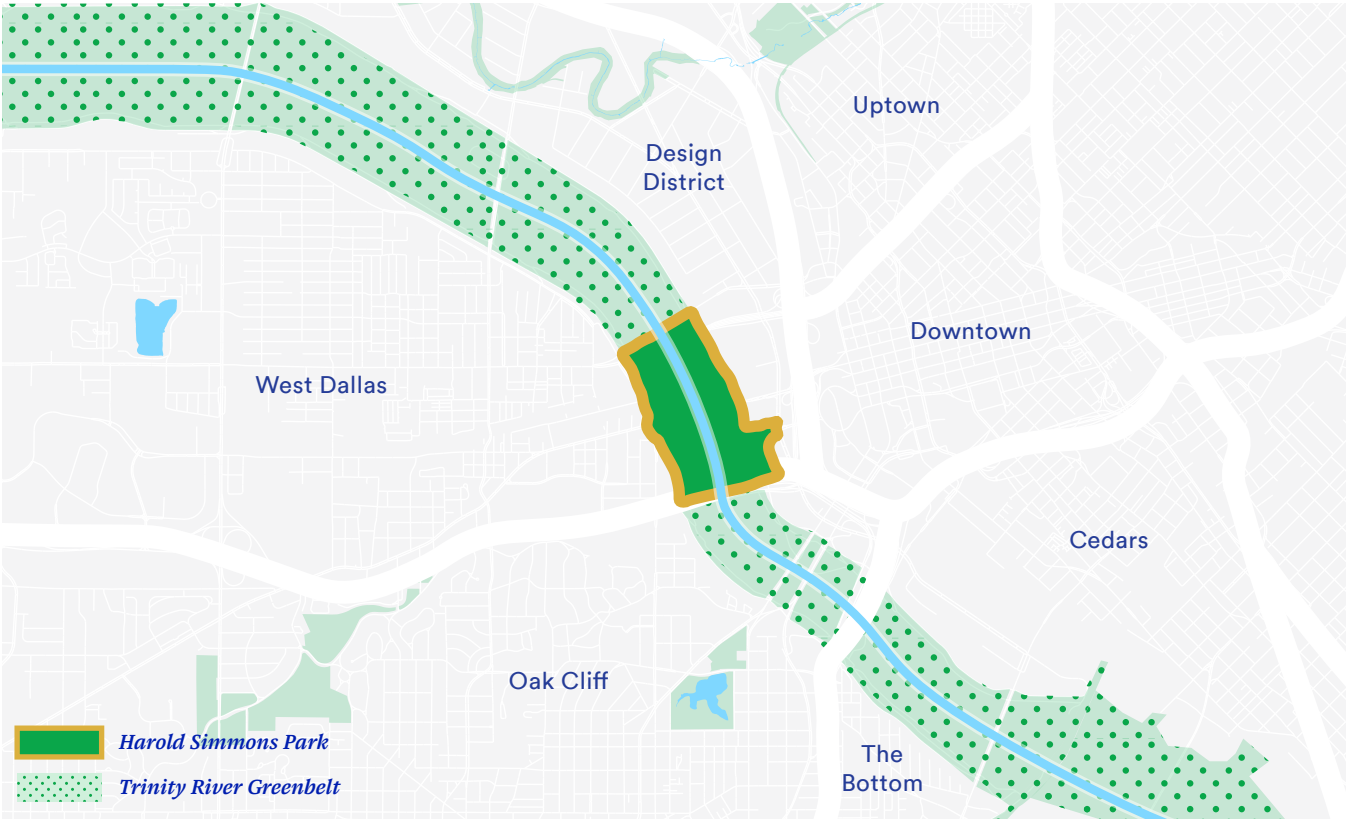 Uptown
Design
District
Downtown
West Dallas
Cedars
Oak Cliff
The
Bottom
Harold Simmons Park
Trinity River Greenbelt